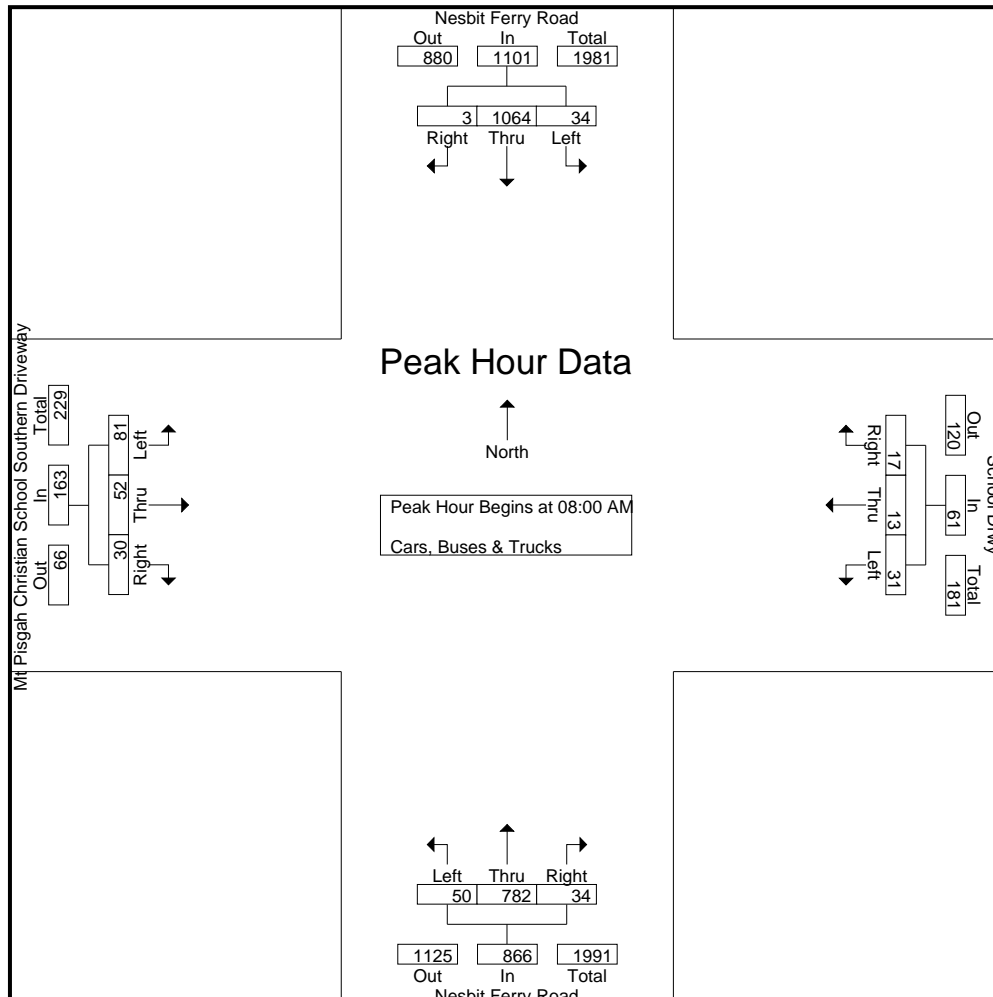 Nesbit Ferry Road
Out In Total
880 1101 1981
3 1064 34
Right Thru Left
Peak Hour Data
North
Peak Hour Begins at 08:00 AM
Cars, Buses & Trucks
Mt Pisgah Christian School Southern Driveway
Out In Total
66 163 229
30 52 81
Right Thru Left
School Drwy
Out In Total
120 61 181
17 13 31
Right Thru Left
Left Thru Right
50 782 34
1125 866 1991
Out In Total
Nesbit Ferry Road